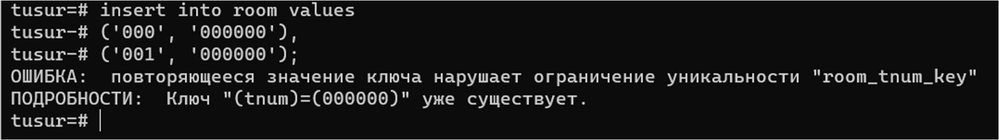 tusur=# insert into room values
tusur-# ('000', '000000'),
tusur-# ('001', '000000');
ОШИБКА:  повторяющееся значение ключа нарушает ограничение уникальности "room_tnum_key"
ПОДРОБНОСТИ:  Ключ "(tnum)=(000000)" уже существует.
tusur=#